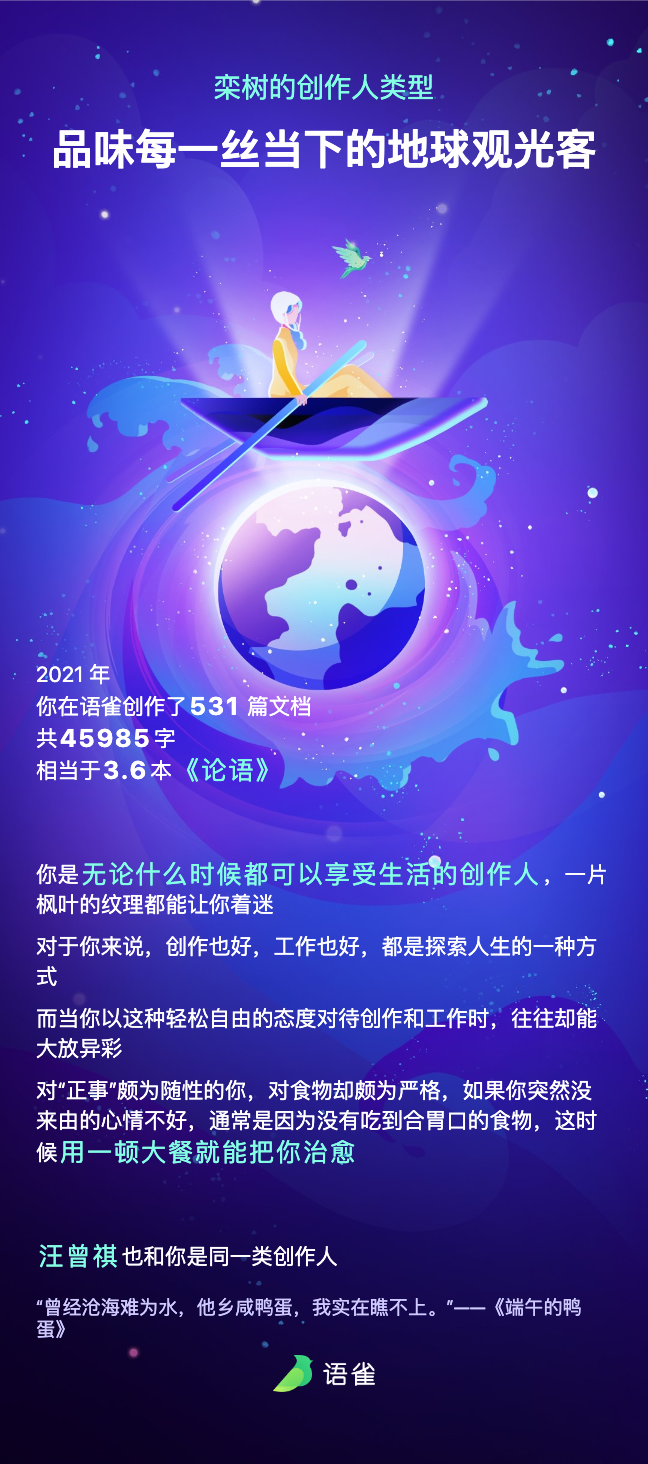 栾树的创作人类型
品味每一丝当下的地球观光客
2021 年
你在语雀创作了531 篇文档
共45985字
相当于3.6本《论语》
你是无论什么时候都可以享受生活的创作人，一片
枫叶的纹理都能让你着迷
对于你来说，创作也好，工作也好，都是探索人生的一种方
式
而当你以这种轻松自由的态度对待创作和工作时，往往却能
大放异彩
对“正事”颇为随性的你，对食物却颇为严格，如果你突然没
来由的心情不好，通常是因为没有吃到合胃口的食物，这时
候用一顿大餐就能把你治愈
汪曾祺也和你是同一类创作人
“曾经沧海难为水，他乡咸鸭蛋，我实在瞧不上。”——《端午的鸭
蛋》
语雀